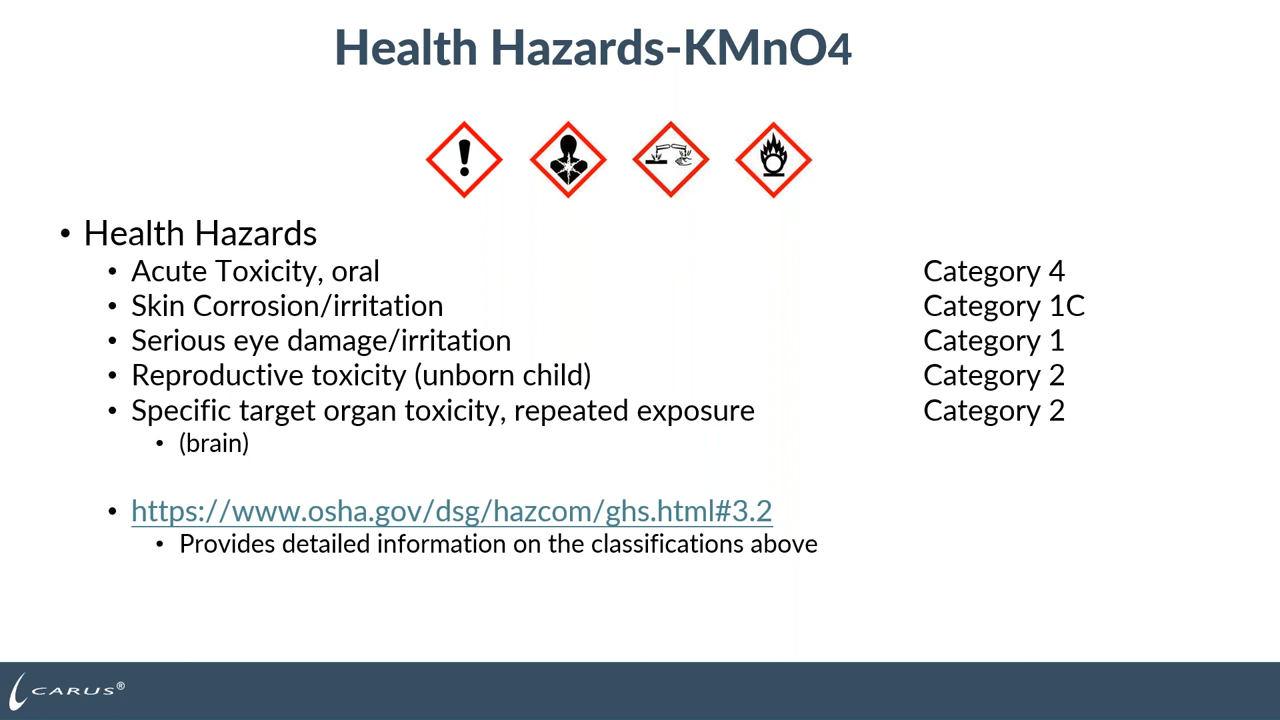 Health Hazards-KMnO4
• Health Hazards
• Acute Toxicity, oral Category 4
• Skin Corrosion/irritation Category 1C
• Serious eye damage/irritation Category 1
• Reproductive toxicity (unborn child) Category 2
• Specific target organ toxicity, repeated exposure Category 2
• (brain)
• https://www.osha.gov/dsg/hazcom/ghs.html#3.2
• Provides detailed information on the classifications above
CARUS®